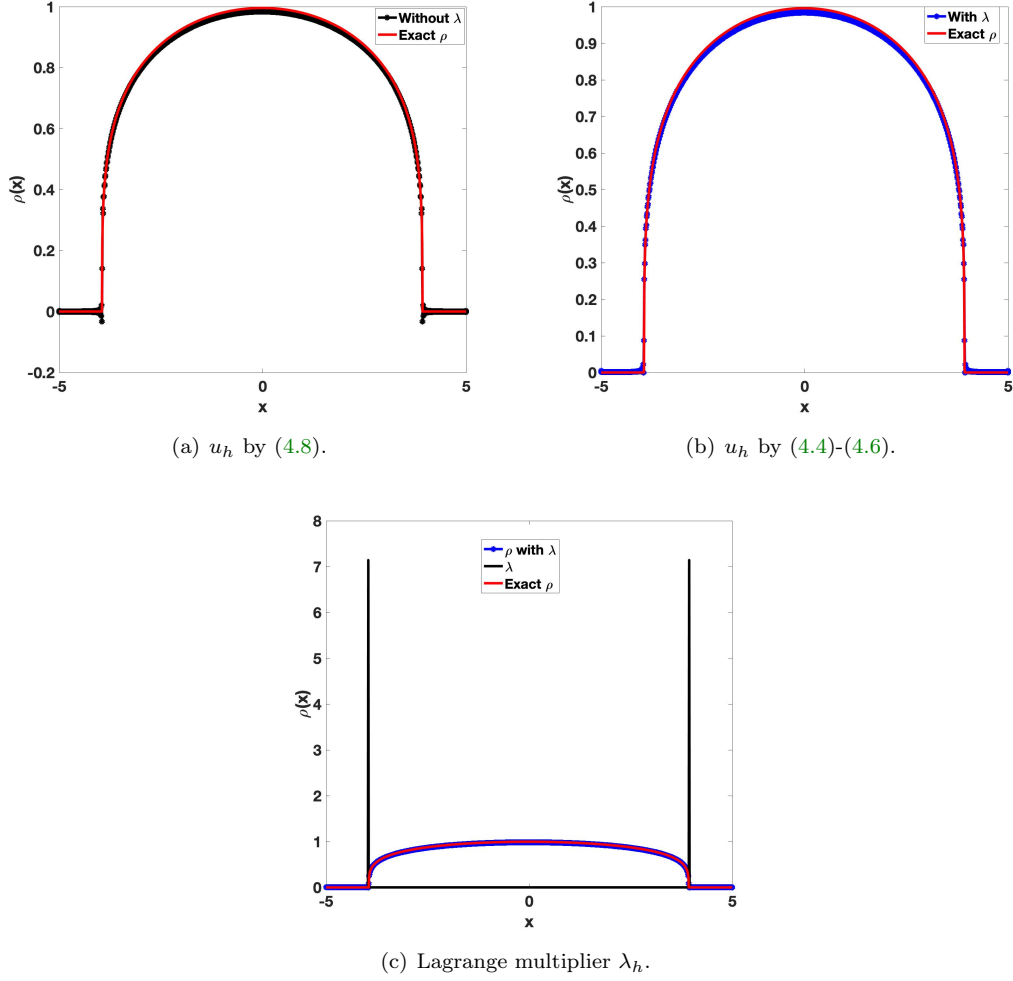 Without λ
Exact ρ
1
0.8
0.6
0.4
0.2
0
-0.2
ρ(x)
-5
0
5
x
(a) u_h by (4.8).
With λ
Exact ρ
1
0.9
0.8
0.7
0.6
0.5
0.4
0.3
0.2
0.1
0
ρ(x)
-5
0
5
x
(b) u_h by (4.4)-(4.6).
8
7
6
5
4
3
2
1
0
ρ(x)
ρ with λ
λ
Exact ρ
-5
0
5
x
(c) Lagrange multiplier λ_h.